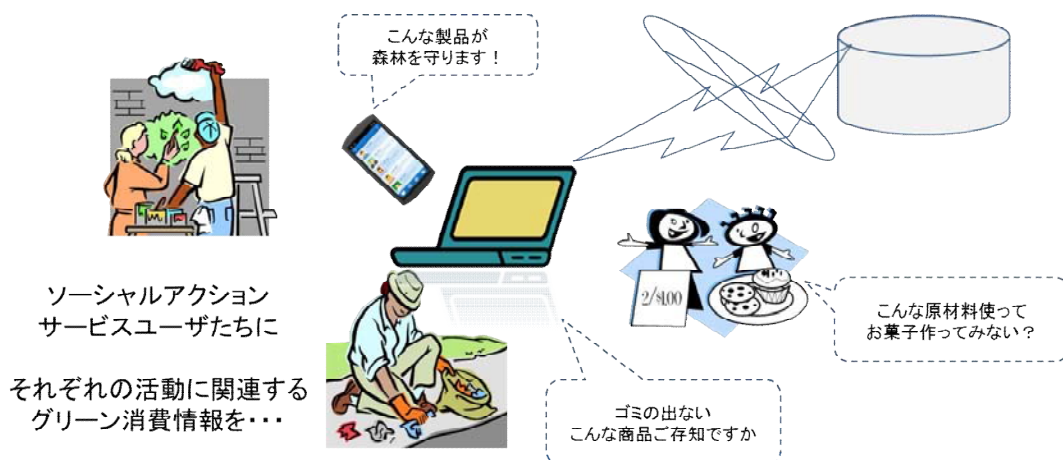 こんな製品が
森林を守ります！
2/$1.00
こんな原材料使って
お菓子作ってみない？
ソーシャルアクション
サービスユーザたちに
それぞれの活動に関連する
グリーン消費情報を・・・
ゴミの出ない
こんな商品ご存知ですか